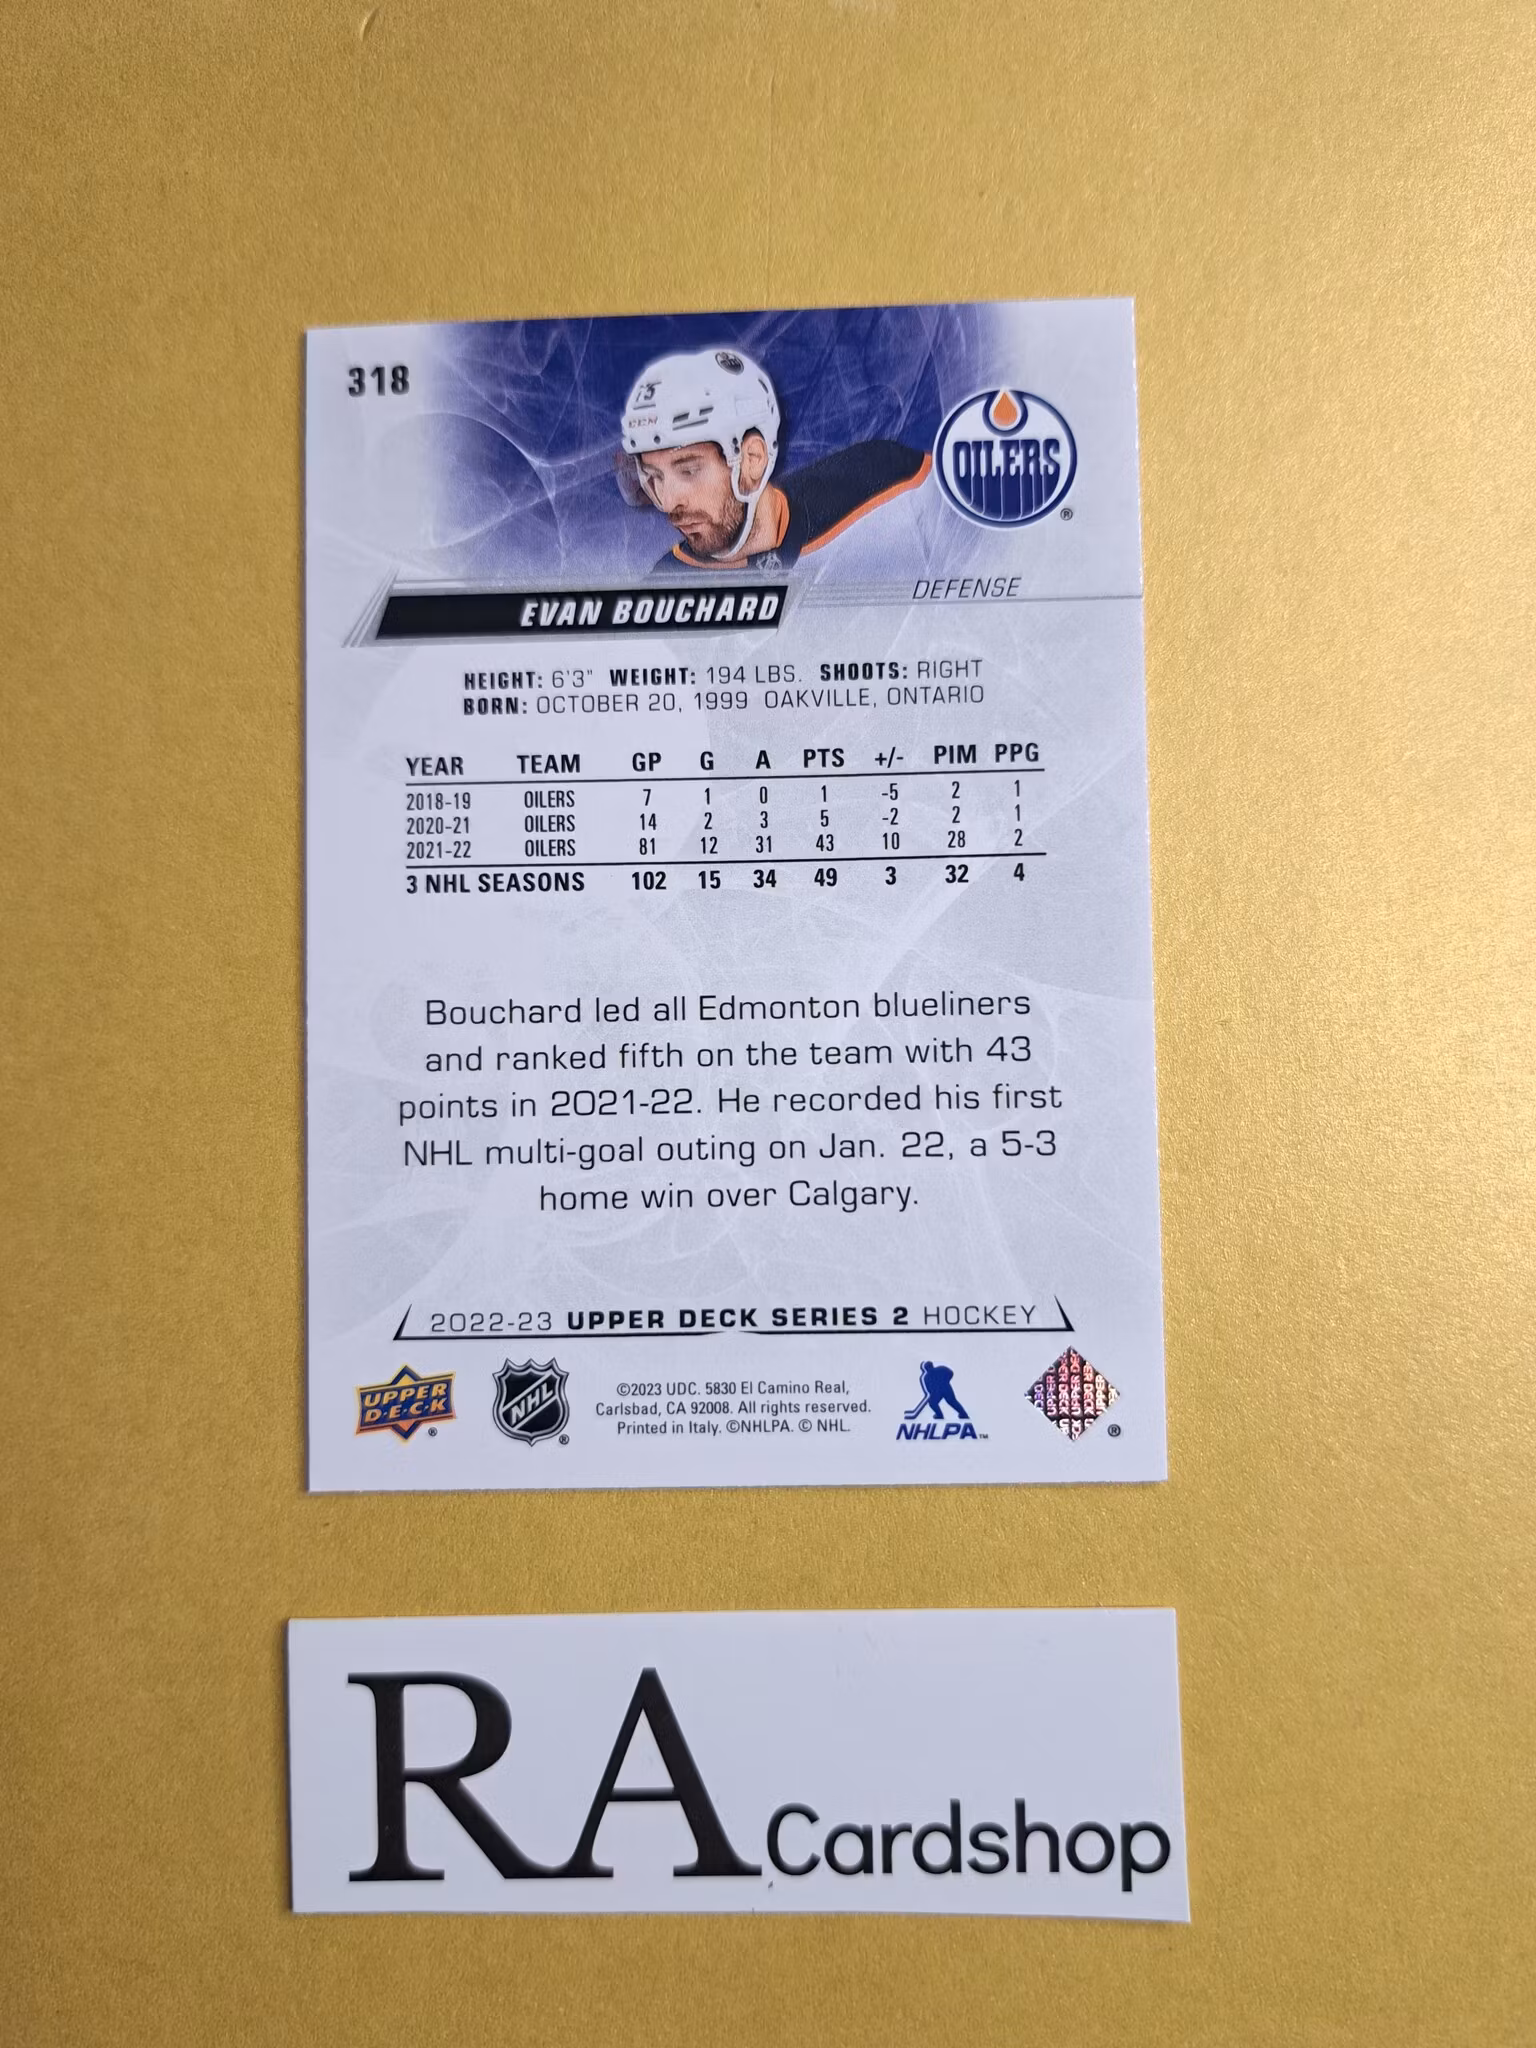 318
75
CCM
OILERS
®
DEFENSE
EVAN BOUCHARD
HEIGHT: 6'3" WEIGHT: 194 LBS. SHOOTS: RIGHT
BORN: OCTOBER 20, 1999 OAKVILLE, ONTARIO
YEAR TEAM GP G A PTS +/- PIM PPG
2018-19 OILERS 7 1 0 1 -5 2 1
2020-21 OILERS 14 2 3 5 -2 2 1
2021-22 OILERS 81 12 31 43 10 28 2
3 NHL SEASONS 102 15 34 49 3 32 4
Bouchard led all Edmonton blueliners
and ranked fifth on the team with 43
points in 2021-22. He recorded his first
NHL multi-goal outing on Jan. 22, a 5-3
home win over Calgary.
2022-23 UPPER DECK SERIES 2 HOCKEY
UPPER
D·E·C·K
®
NHL
®
©2023 UDC. 5830 El Camino Real,
Carlsbad, CA 92008. All rights reserved.
Printed in Italy. ©NHLPA. © NHL.
NHLPA™
®
RA Cardshop